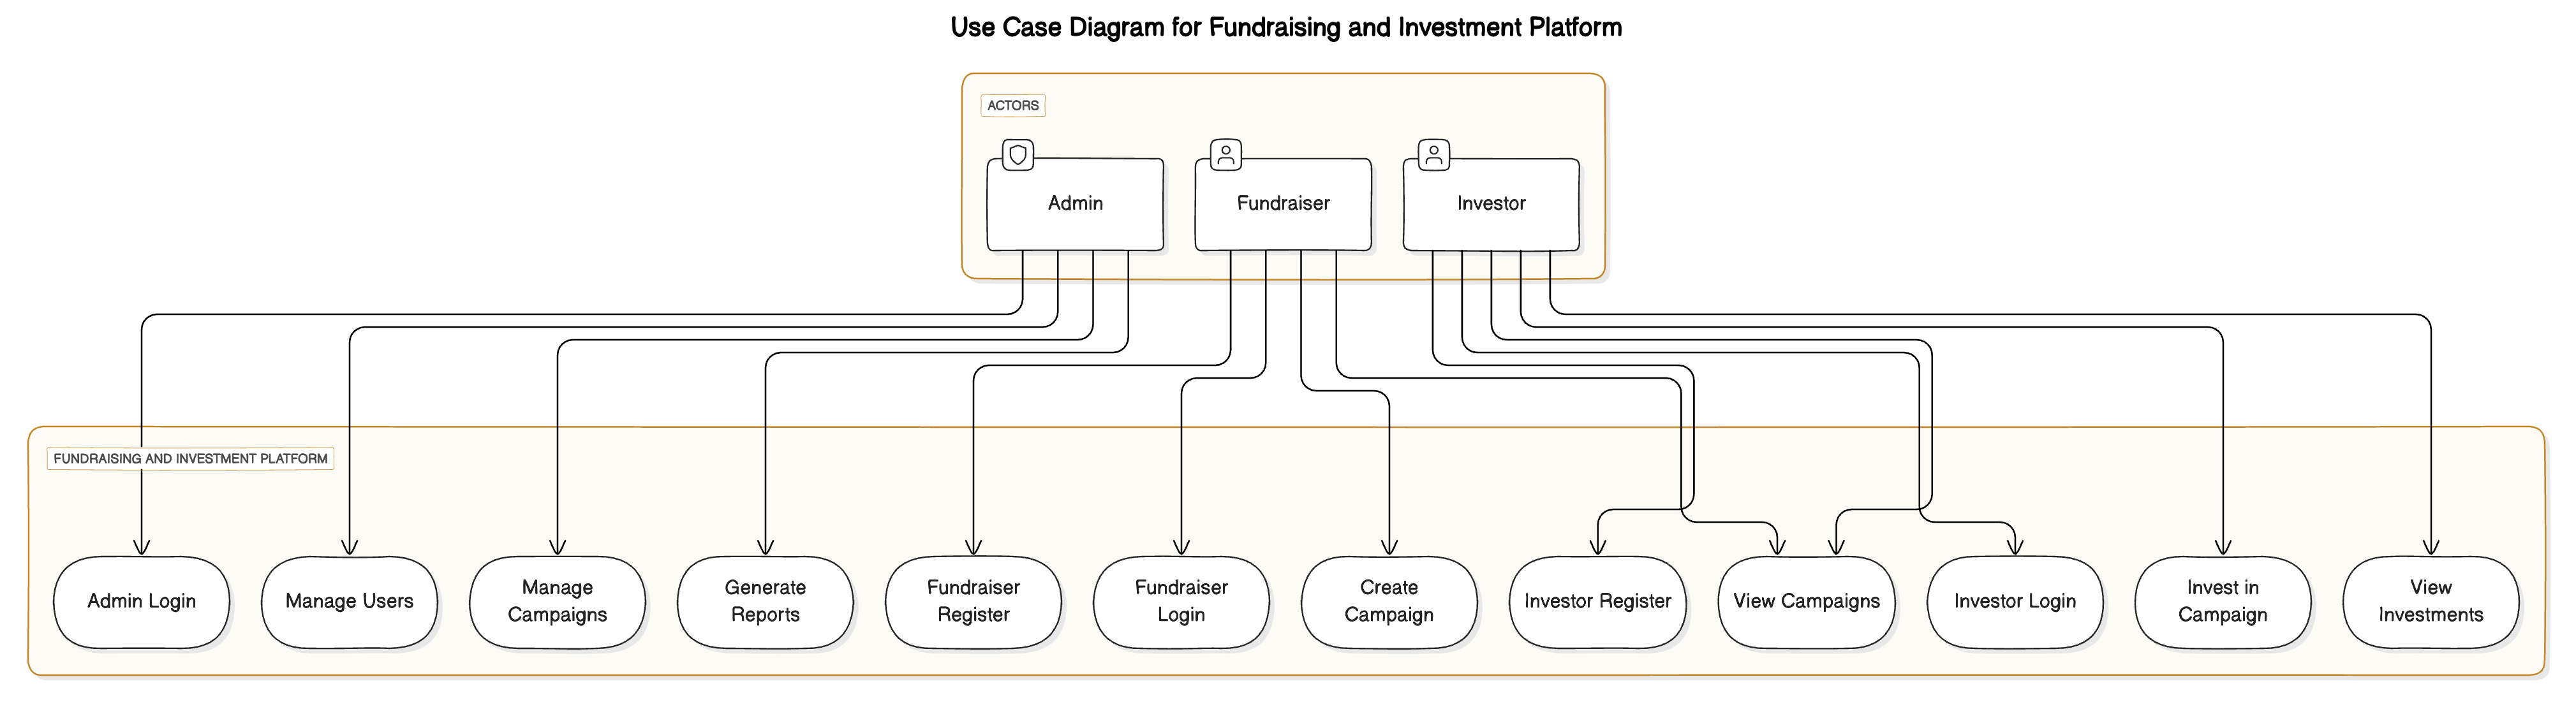 Use Case Diagram for Fundraising and Investment Platform
ACTORS
Admin
Fundraiser
Investor
FUNDRAISING AND INVESTMENT PLATFORM
Admin Login
Manage Users
Manage
Campaigns
Generate
Reports
Fundraiser
Register
Fundraiser
Login
Create
Campaign
Investor Register
View Campaigns
Investor Login
Invest in
Campaign
View
Investments